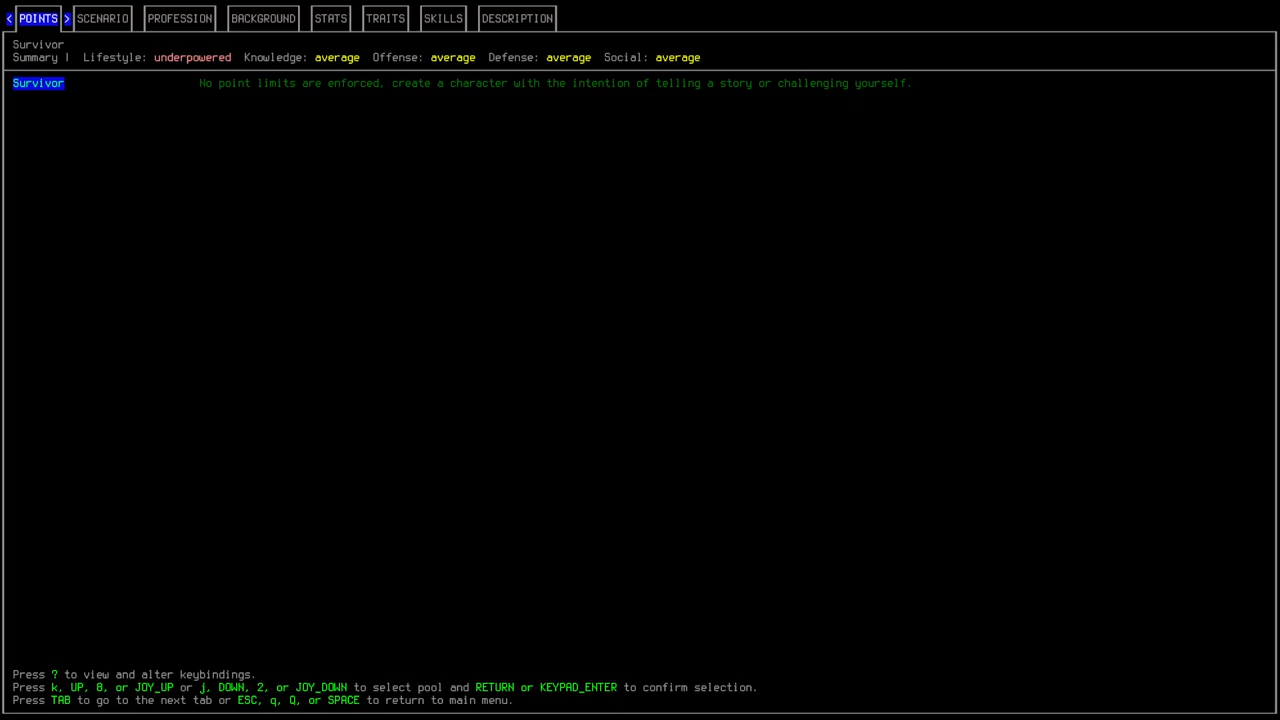 < POINTS > SCENARIO PROFESSION BACKGROUND STATS TRAITS SKILLS DESCRIPTION
Survivor
Summary | Lifestyle: underpowered Knowledge: average Offense: average Defense: average Social: average
Survivor No point limits are enforced, create a character with the intention of telling a story or challenging yourself.
Press ? to view and alter keybindings.
Press k, UP, 8, or JOY_UP or j, DOWN, 2, or JOY_DOWN to select pool and RETURN or KEYPAD_ENTER to confirm selection.
Press TAB to go to the next tab or ESC, q, Q, or SPACE to return to main menu.